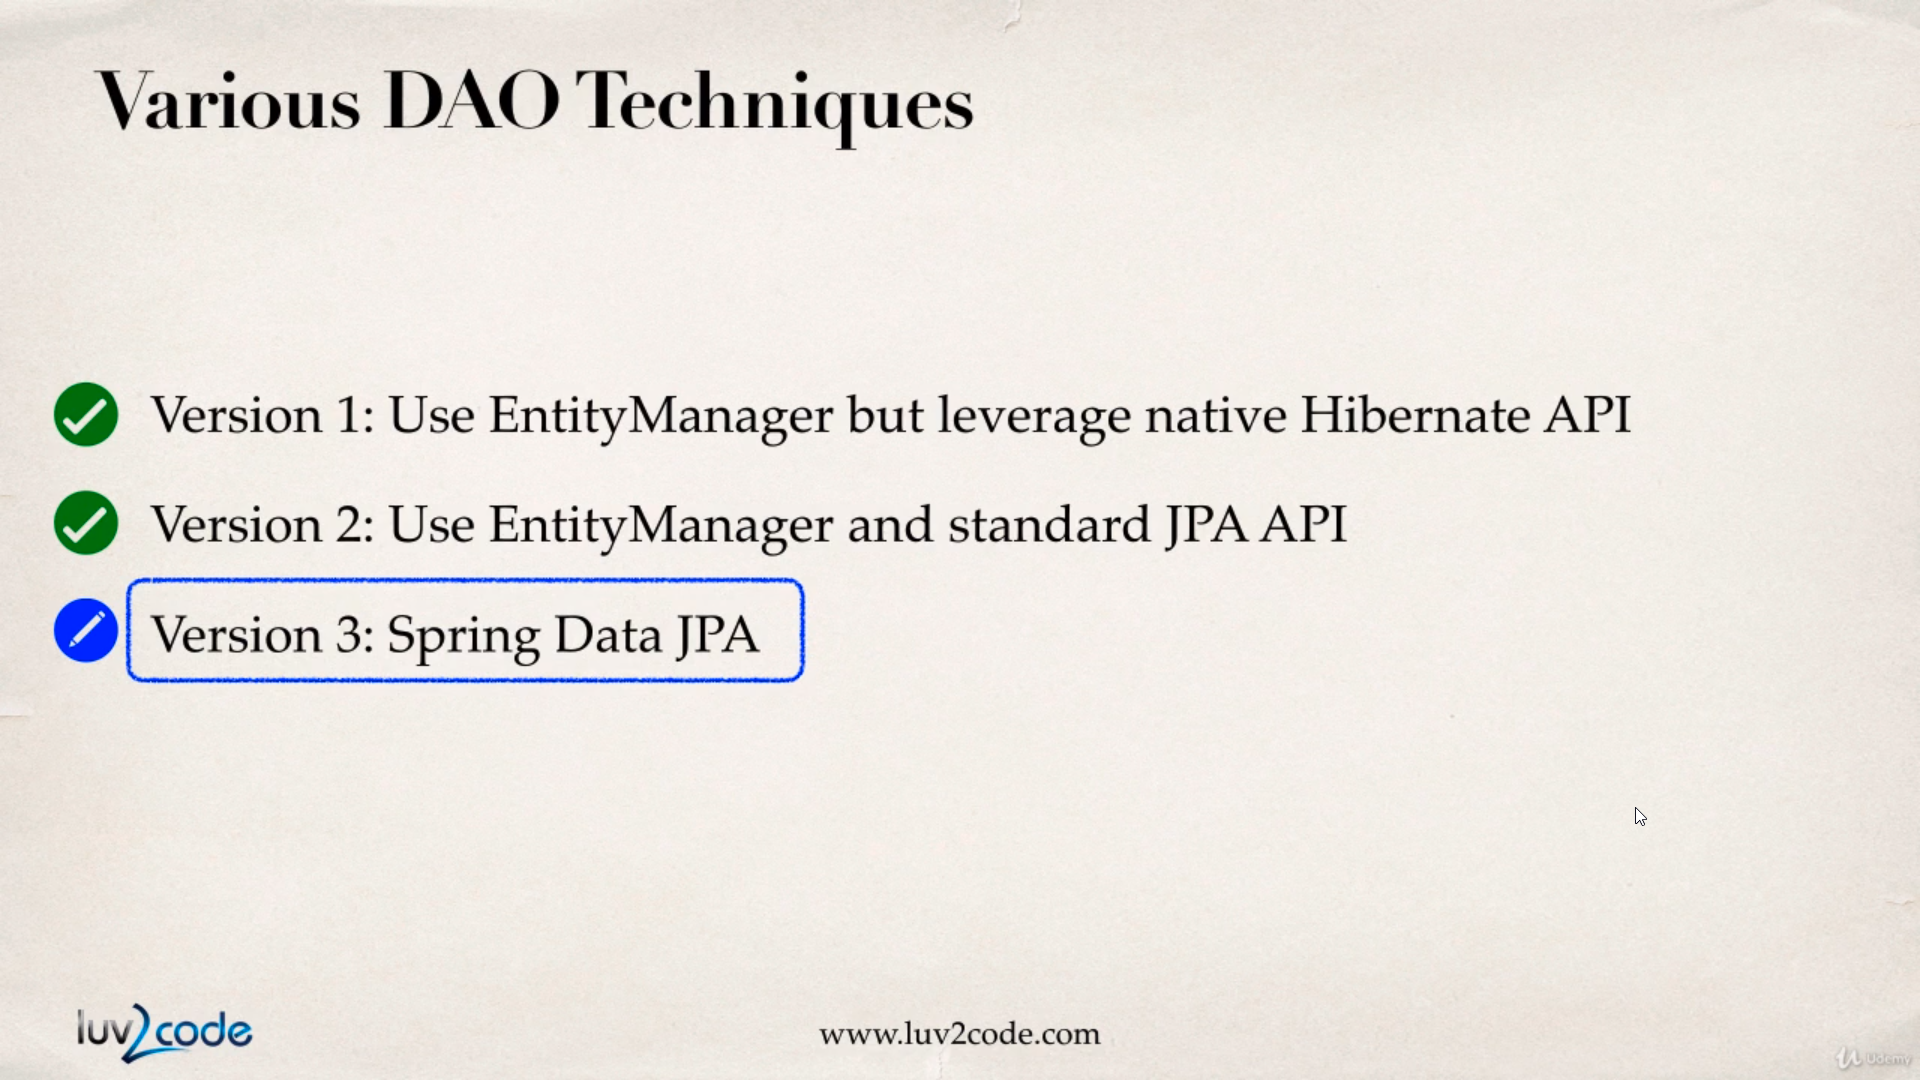 Various DAO Techniques
Version 1: Use EntityManager but leverage native Hibernate API
Version 2: Use EntityManager and standard JPA API
Version 3: Spring Data JPA
luv2code
www.luv2code.com
Udemy